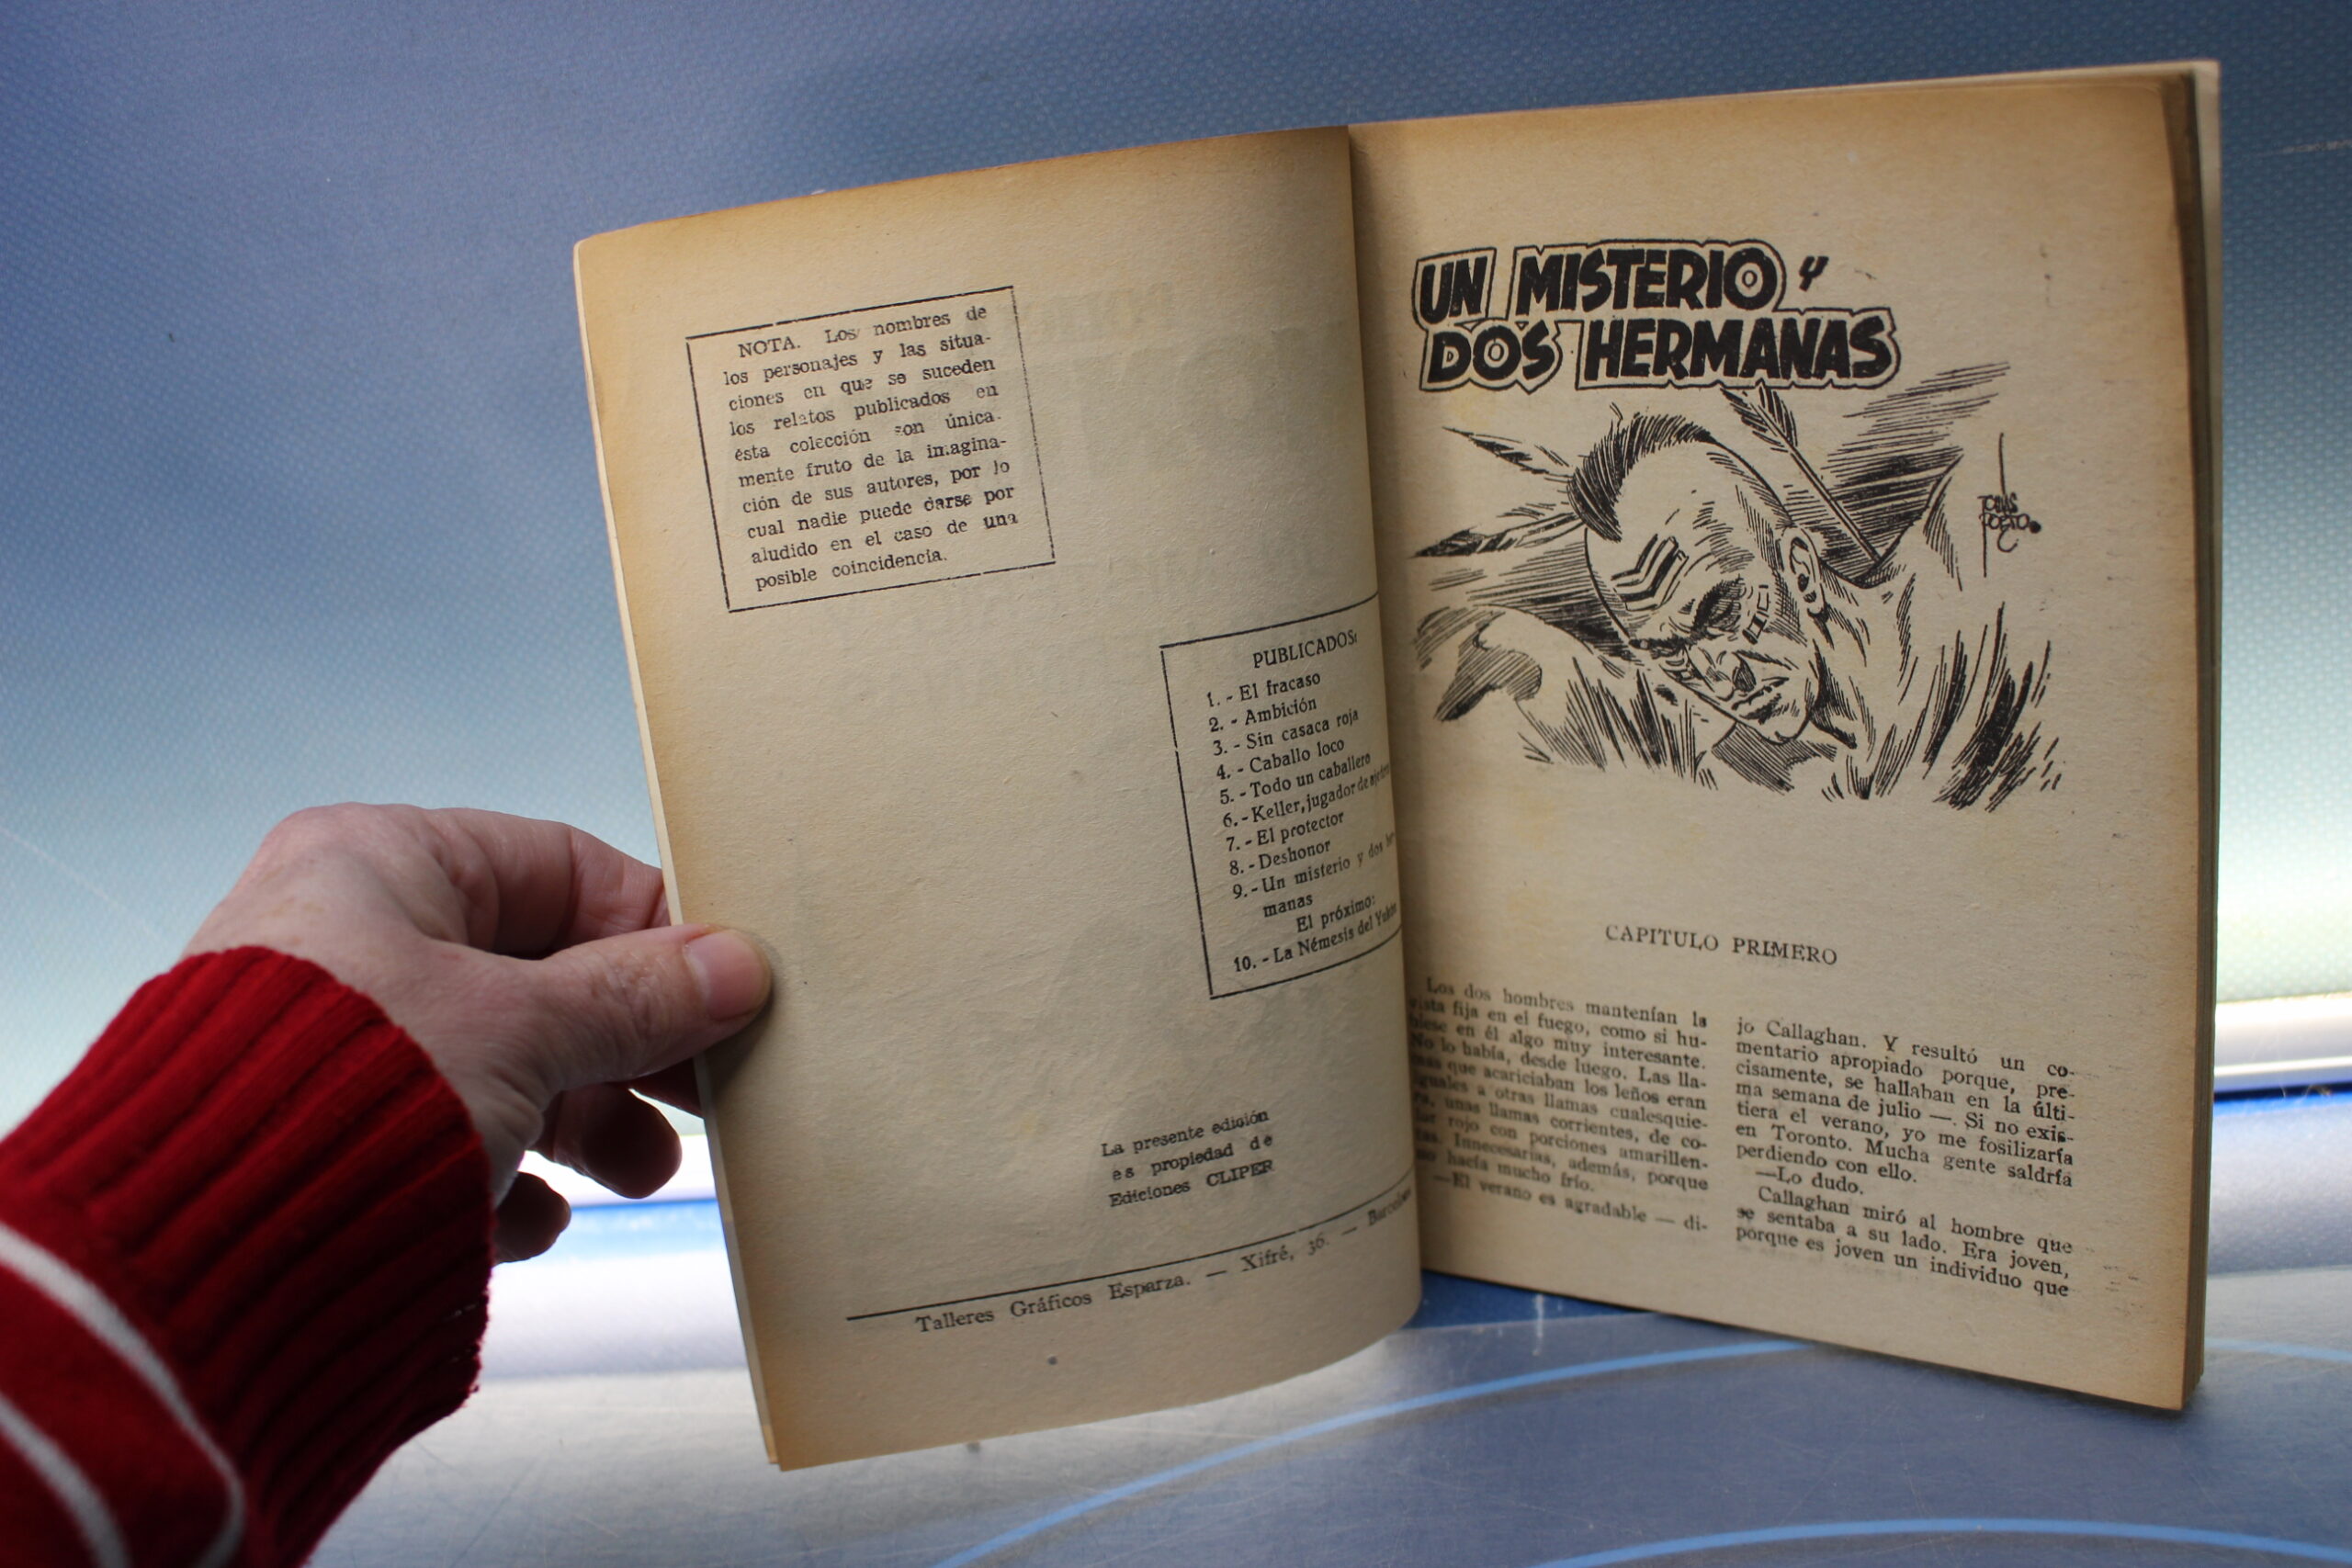 NOTA. Los nombres de
los personajes y las situa-
ciones en que se suceden
los relatos publicados en
ésta colección son única-
mente fruto de la imagina-
ción de sus autores, por lo
cual nadie puede darse por
aludido en el caso de una
posible coincidencia.
PUBLICADOS:
1. - El fracaso
2. - Ambición
3. - Sin casaca roja
4. - Caballo loco
5. - Todo un caballero
6. - Keller, jugador de
7. - El protector
8. - Deshonor
9. - Un misterio y dos
manas
El próximo:
10. - La Némesis del Yukon
La presente edición
es propiedad de
Ediciones CLIPER
Talleres Gráficos Esparza. — Xifré, 36. — Barcelona
UN MISTERIO Y
DOS HERMANAS
CAPITULO PRIMERO
Los dos hombres mantenían la
vista fija en el fuego, como si hu-
biese en él algo muy interesante.
No lo había, desde luego. Las lla-
mas que acariciaban los leños eran
iguales a otras llamas cualesquie-
ra, unas llamas corrientes, de co-
lor rojo con porciones amarillen-
tas. Innecesarias, además, porque
no hacía mucho frío.
—El verano es agradable — di-
jo Callaghan. Y resultó un co-
mentario apropiado porque, pre-
cisamente, se hallaban en la últi-
ma semana de julio —. Si no exis-
tiera el verano, yo me fosilizaría
en Toronto. Mucha gente saldría
perdiendo con ello.
—Lo dudo.
Callaghan miró al hombre que
se sentaba a su lado. Era joven,
porque es joven un individuo que